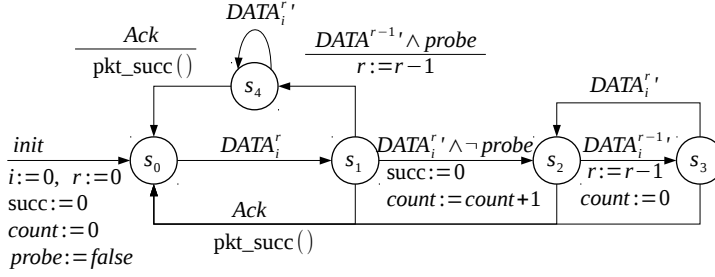 DATA_i^r '
Ack
pkt_succ()
DATA^{r-1} ' ∧ probe
r:=r−1
s_4
DATA_i^r '
init
s_0
DATA_i^r
s_1
DATA_i^r ' ∧ ¬ probe
s_2
DATA_i^{r-1} '
s_3
i:=0, r:=0
succ:=0
r:=r−1
succ:=0
count:=count+1
count:=0
count:=0
Ack
probe:=false
pkt_succ()